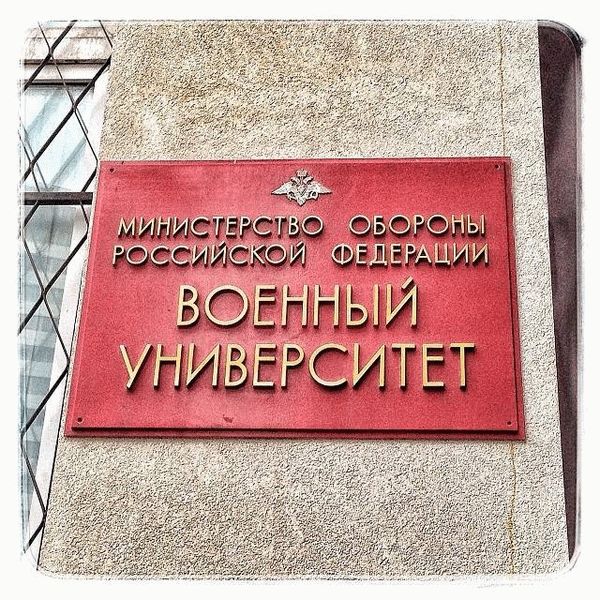 МИНИСТЕРСТВО ОБОРОНЫ
РОССИЙСКОЙ ФЕДЕРАЦИИ
ВОЕННЫЙ
УНИВЕРСИТЕТ